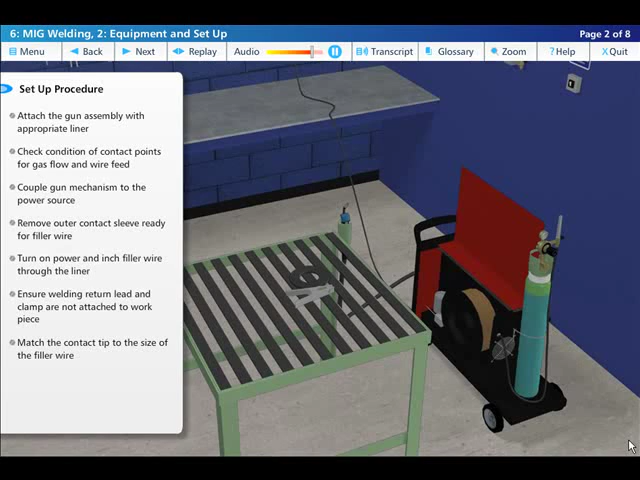 6: MIG Welding, 2: Equipment and Set Up
Page 2 of 8
Menu
Back
Next
Replay
Audio
Transcript
Glossary
Zoom
?Help
XQuit
Set Up Procedure
Attach the gun assembly with
appropriate liner
Check condition of contact points
for gas flow and wire feed
Couple gun mechanism to the
power source
Remove outer contact sleeve ready
for filler wire
Turn on power and inch filler wire
through the liner
Ensure welding return lead and
clamp are not attached to work
piece
Match the contact tip to the size of
the filler wire